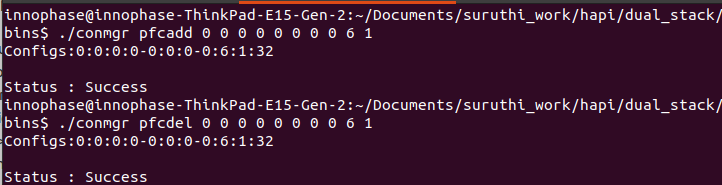 innophase@innophase-ThinkPad-E15-Gen-2:~/Documents/suruthi_work/hapi/dual_stack/
bins$ ./conmgr pfcadd 0 0 0 0 0 0 0 0 6 1
Configs:0:0:0:0-0:0:0-0:6:1:32
Status : Success
innophase@innophase-ThinkPad-E15-Gen-2:~/Documents/suruthi_work/hapi/dual_stack/
bins$ ./conmgr pfcdel 0 0 0 0 0 0 0 0 6 1
Configs:0:0:0:0-0:0:0-0:6:1:32
Status : Success